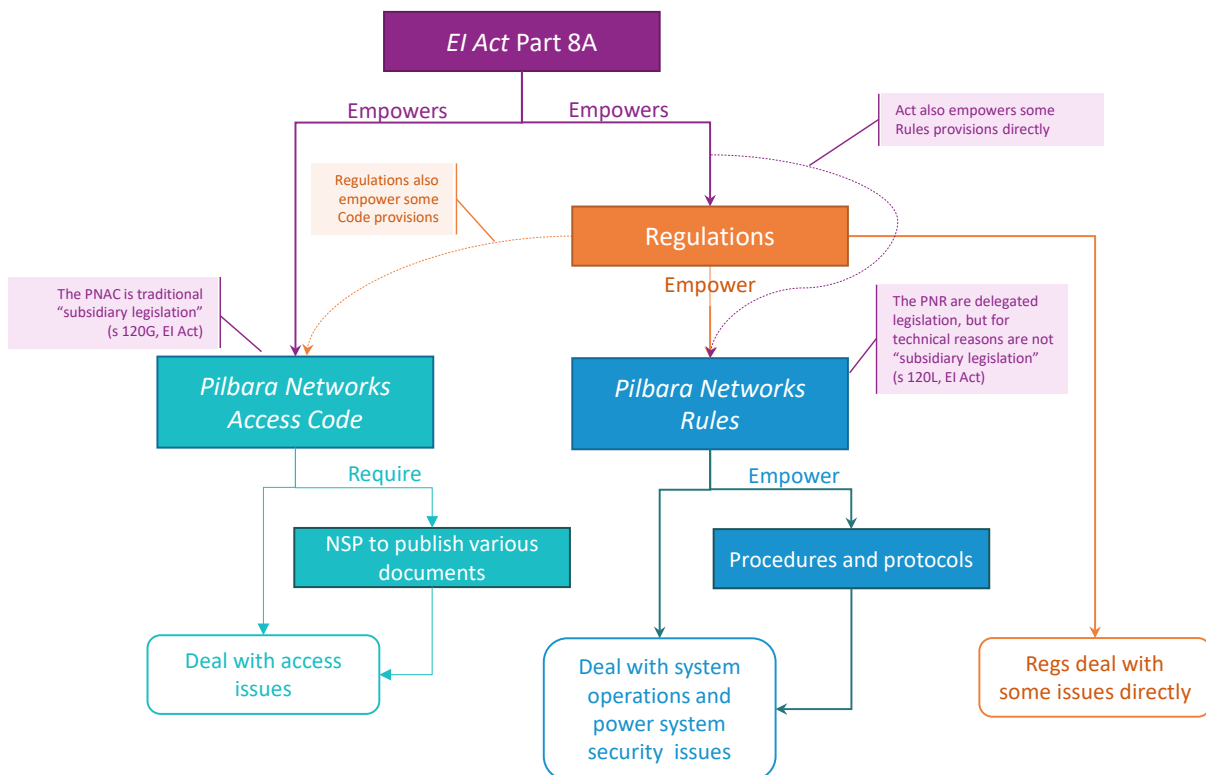 EI Act Part 8A
Empowers
Empowers
Act also empowers some
Rules provisions directly
Regulations also
empower some
Code provisions
Regulations
Empower
The PNAC is traditional
“subsidiary legislation”
(s 120G, EI Act)
The PNR are delegated
legislation, but for
technical reasons are not
“subsidiary legislation”
(s 120L, EI Act)
Pilbara Networks
Access Code
Pilbara Networks
Rules
Require
Empower
NSP to publish various
documents
Procedures and protocols
Deal with access
issues
Deal with system
operations and
power system
security issues
Regs deal with
some issues directly